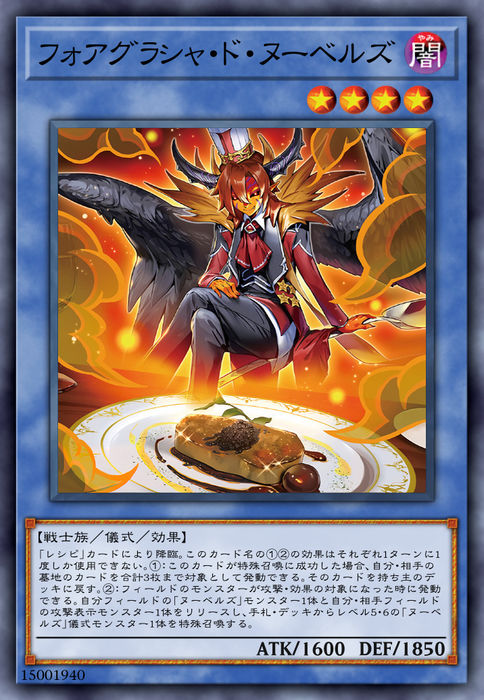 フォアグラシャ・ド・ヌーベルズ
やみ
闇
【戦士族／儀式／効果】
「レシピ」カードにより降臨。このカード名の①②の効果はそれぞれ1ターンに1
度しか使用できない。①：このカードが特殊召喚に成功した場合、自分・相手の
墓地のカードを合計3枚まで対象として発動できる。そのカードを持ち主のデ
ッキに戻す。②：フィールドのモンスターが攻撃・効果の対象になった時に発動
できる。自分フィールドの「ヌーベルズ」モンスター1体と自分・相手フィールド
の攻撃表示モンスター1体をリリースし、手札・デッキからレベル5・6の「ヌーベ
ルズ」儀式モンスター1体を特殊召喚する。
ATK/1600 DEF/1850
15001940